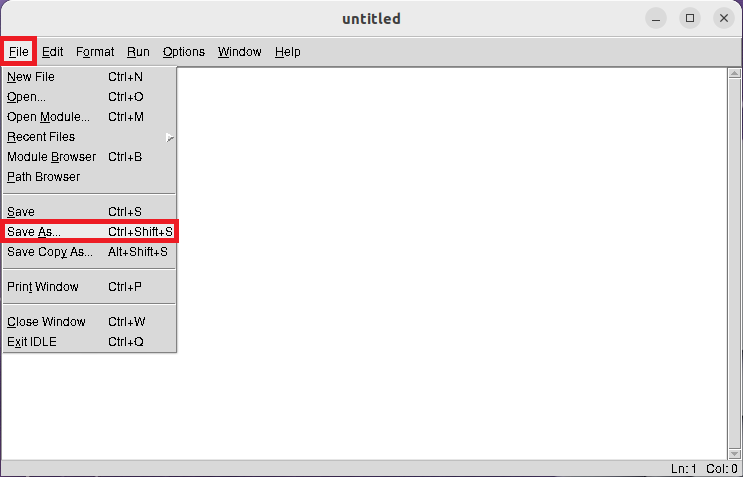 untitled
File Edit Format Run Options Window Help
New File Ctrl+N
Open... Ctrl+O
Open Module... Ctrl+M
Recent Files
Module Browser Ctrl+B
Path Browser
Save Ctrl+S
Save As... Ctrl+Shift+S
Save Copy As... Alt+Shift+S
Print Window Ctrl+P
Close Window Ctrl+W
Exit IDLE Ctrl+Q
Ln: 1 Col: 0